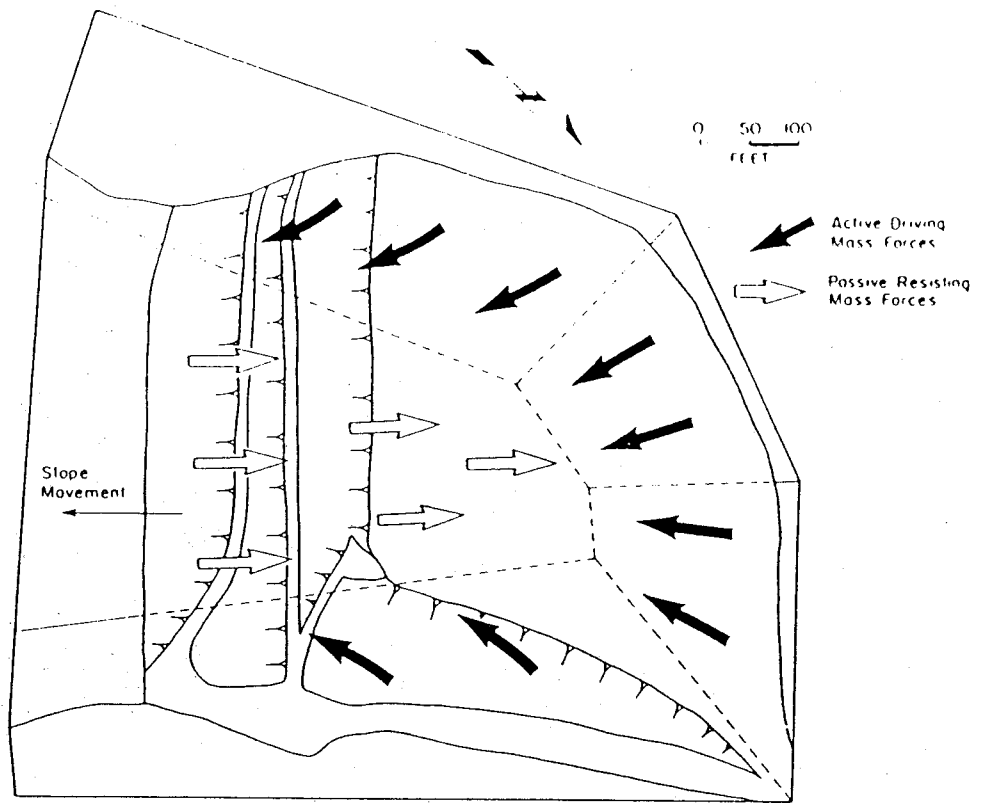 0 50 100
FEET
Active Driving
Mass Forces
Passive Resisting
Mass Forces
Slope
Movement